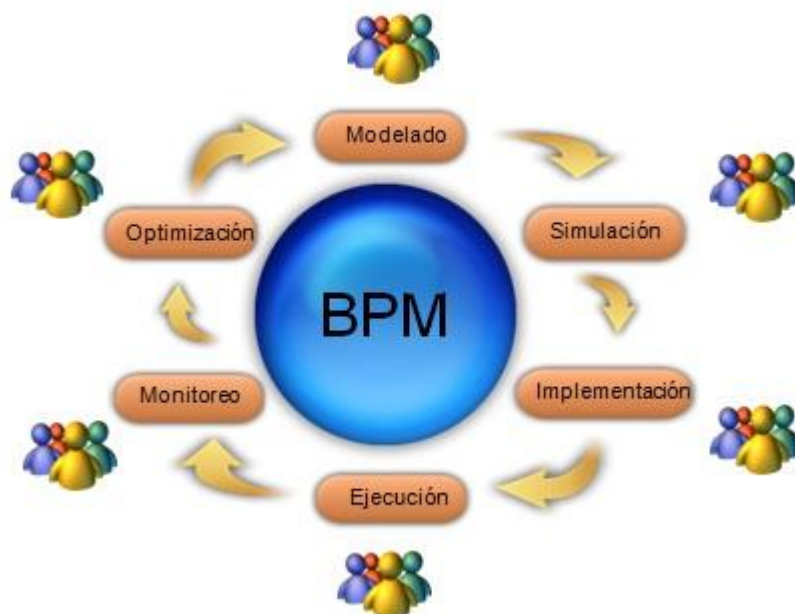 Modelado
Optimización
Simulación
BPM
Monitoreo
Implementación
Ejecución